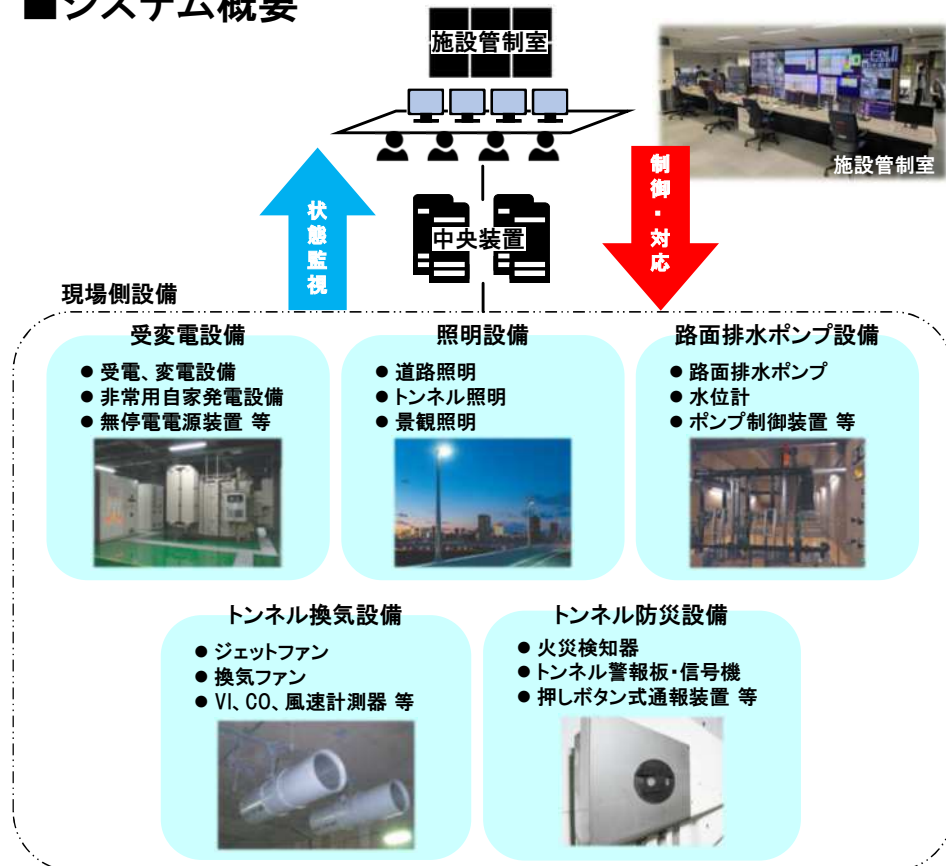 ■システム概要
施設管制室
施設管制室
状態監視
中央装置
制御・対応
現場側設備
受変電設備
● 受電、変電設備
● 非常用自家発電設備
● 無停電電源装置 等
照明設備
● 道路照明
● トンネル照明
● 景観照明
路面排水ポンプ設備
● 路面排水ポンプ
● 水位計
● ポンプ制御装置 等
トンネル換気設備
● ジェットファン
● 換気ファン
● VI、CO、風速計測器 等
トンネル防災設備
● 火災検知器
● トンネル警報板・信号機
● 押しボタン式通報装置 等